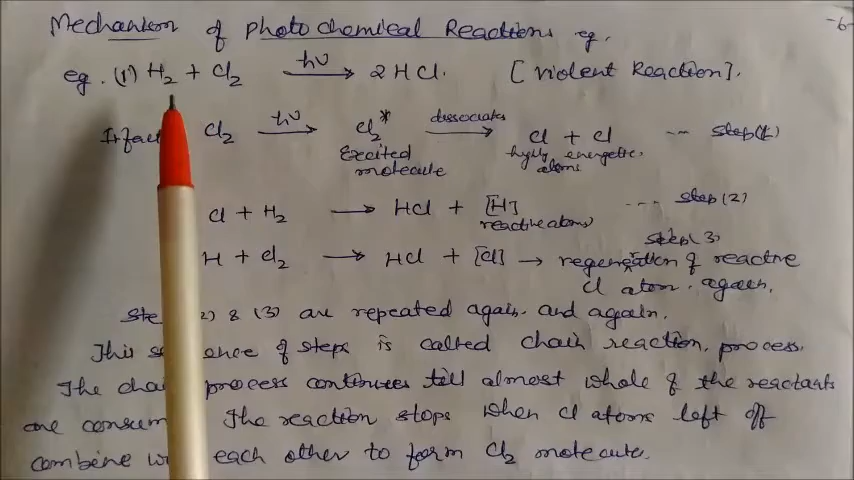 Mechanism of Photochemical Reactions eg.
-6-
eg. (1) H2 + Cl2 hν → 2HCl. [violent Reaction].
Cl2 hν → Cl2* dissociates → Cl + Cl --- step(1)
Excited molecule
highly energetic atoms
Cl + H2 → HCl + [H] --- step(2)
reactive atoms
step(3)
H + Cl2 → HCl + [Cl] → regeneration of reactive
Cl atom again.
2) & (3) are repeated again and again.
This of steps is called chain reaction process.
The process continues till almost whole of the reactants
are The reaction stops when Cl atoms left off
combine each other to form Cl2 molecule.